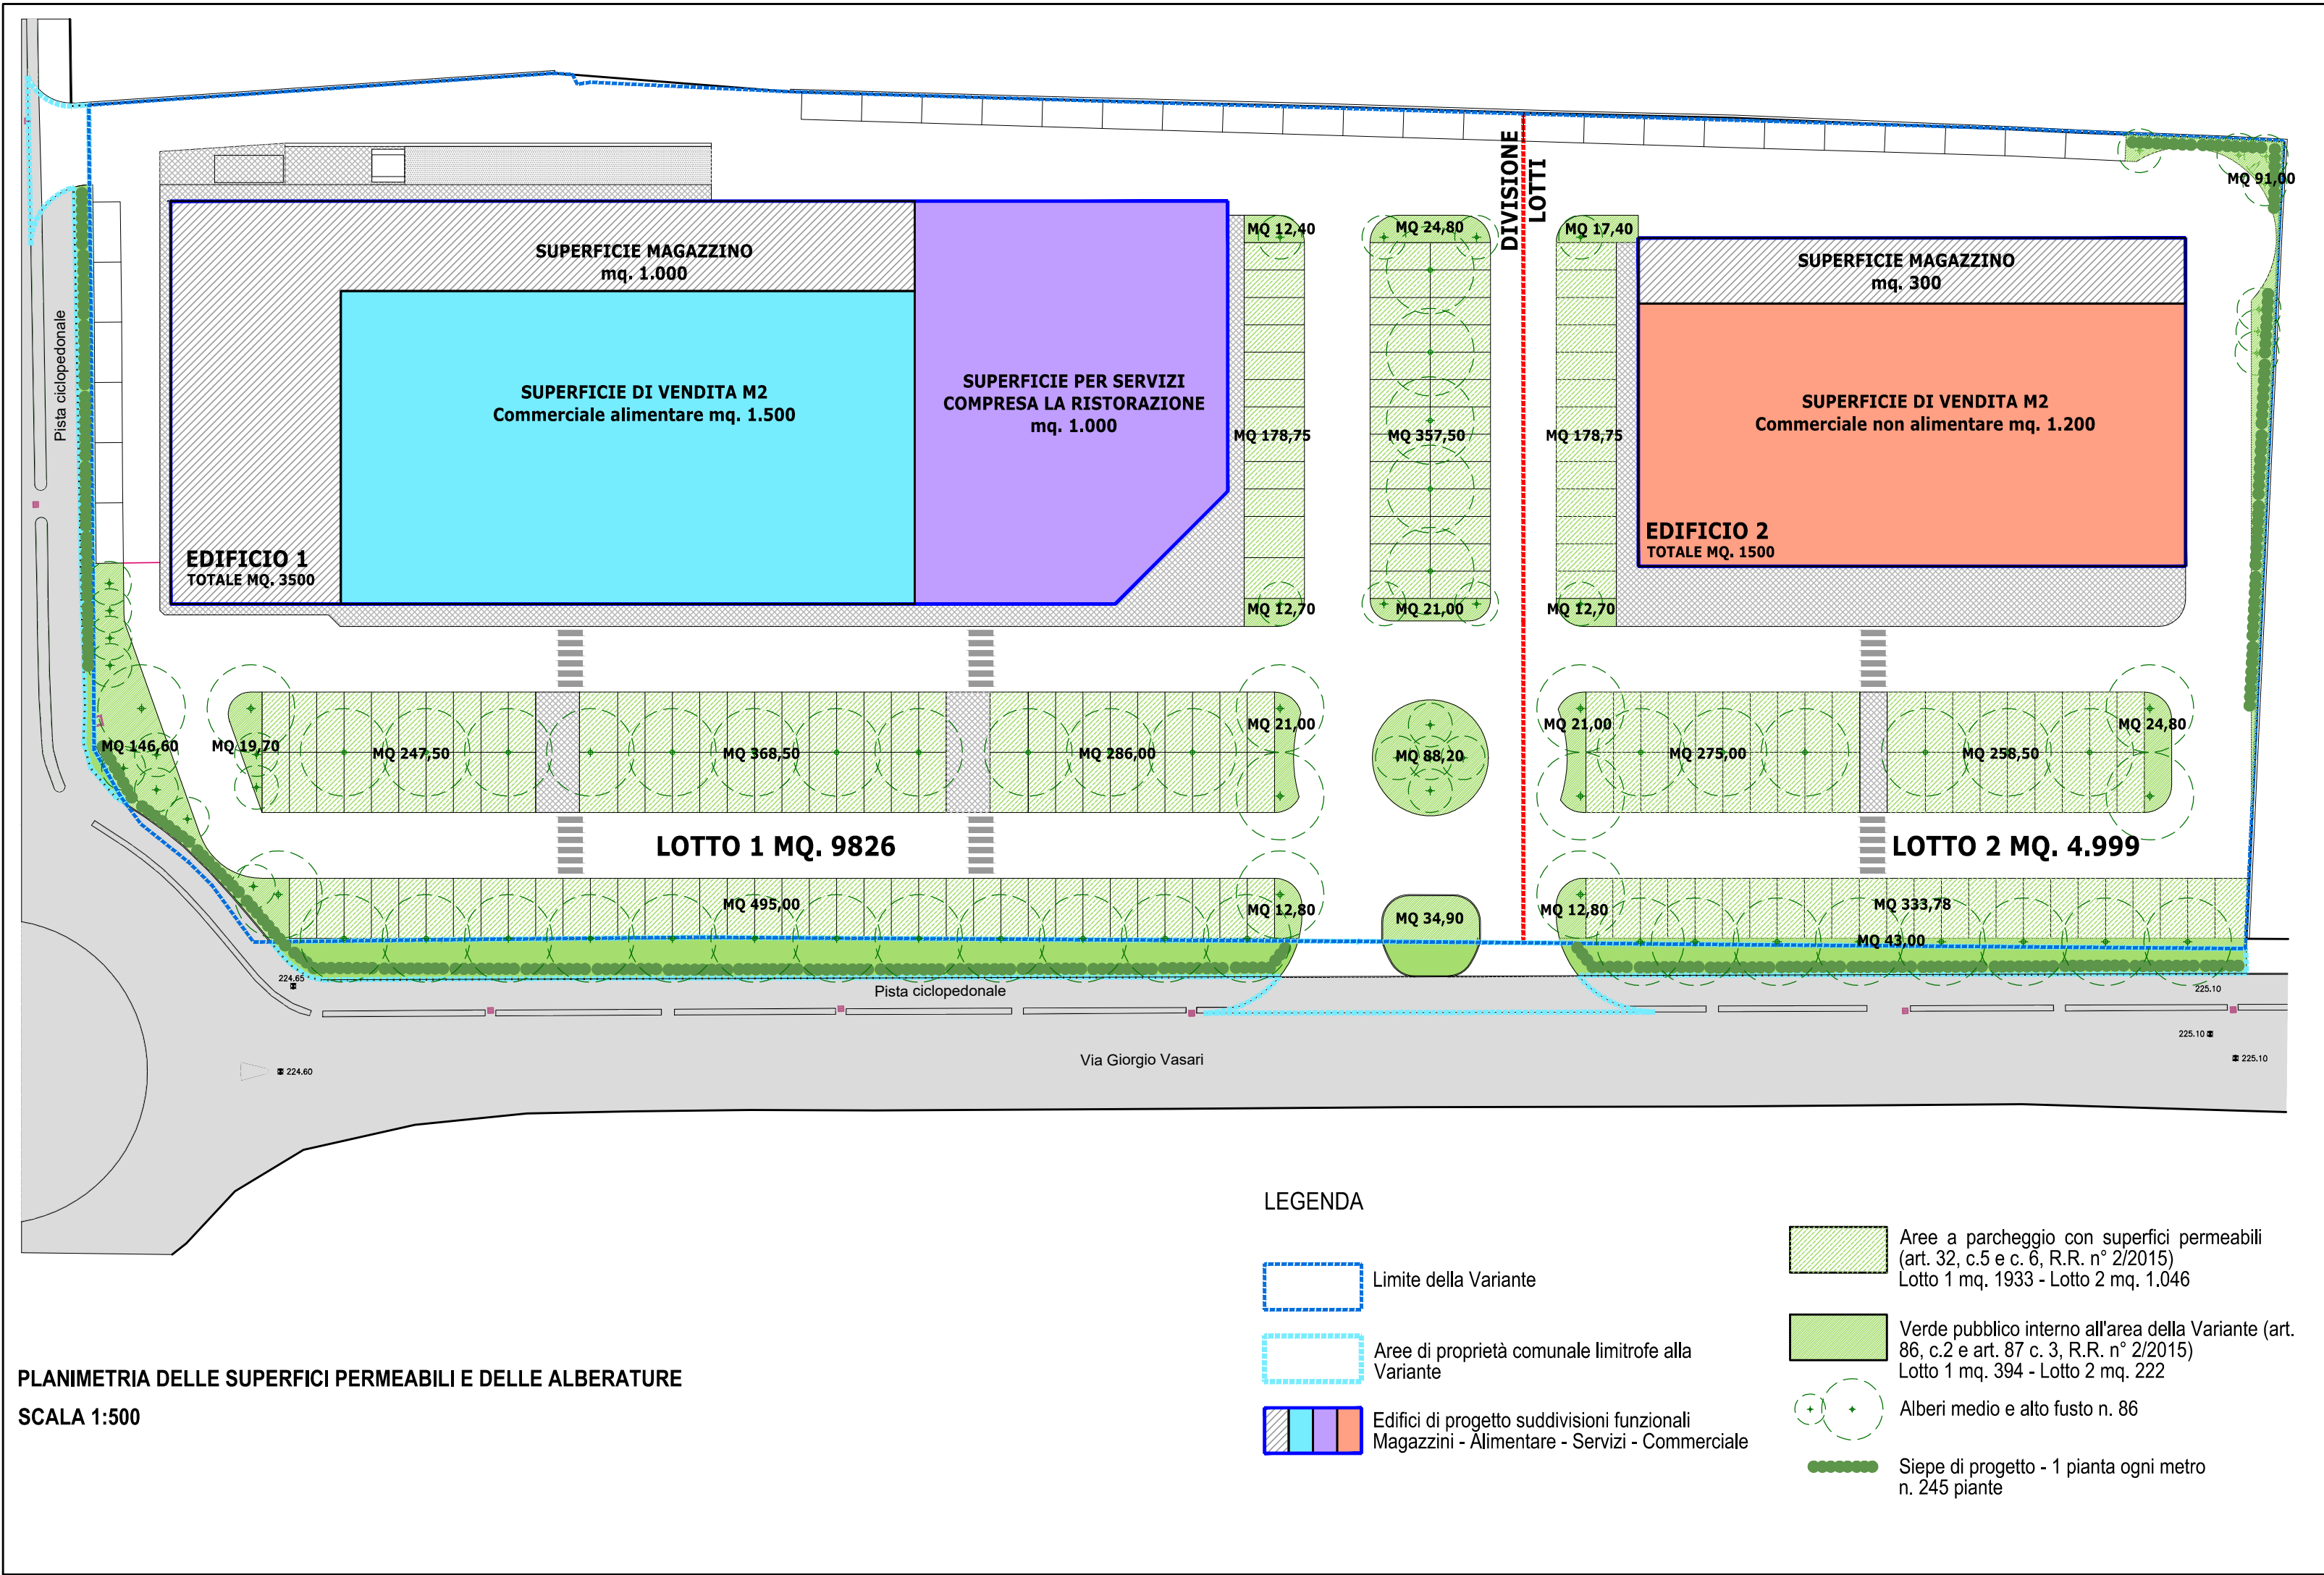 DIVISIONE
LOTTI
MQ 91,00
MQ 12,40
MQ 24,80
MQ 17,40
SUPERFICIE MAGAZZINO
mq. 1.000
SUPERFICIE MAGAZZINO
mq. 300
Pista ciclopedonale
SUPERFICIE DI VENDITA M2
Commerciale alimentare mq. 1.500
SUPERFICIE PER SERVIZI
COMPRESA LA RISTORAZIONE
mq. 1.000
SUPERFICIE DI VENDITA M2
Commerciale non alimentare mq. 1.200
MQ 178,75
MQ 357,50
MQ 178,75
EDIFICIO 1
TOTALE MQ. 3500
EDIFICIO 2
TOTALE MQ. 1500
MQ 12,70
MQ 21,00
MQ 12,70
MQ 146,60
MQ 19,70
MQ 247,50
MQ 368,50
MQ 286,00
MQ 21,00
MQ 88,20
MQ 21,00
MQ 275,00
MQ 258,50
MQ 24,80
LOTTO 1 MQ. 9826
LOTTO 2 MQ. 4.999
MQ 495,00
MQ 12,80
MQ 34,90
MQ 12,80
MQ 333,78
MQ 43,00
224.65
Pista ciclopedonale
225.10
225.10
225.10
Via Giorgio Vasari
224.60
LEGENDA
Limite della Variante
Aree di proprietà comunale limitrofe alla
Variante
Edifici di progetto suddivisioni funzionali
Magazzini - Alimentare - Servizi - Commerciale
Aree a parcheggio con superfici permeabili
(art. 32, c.5 e c. 6, R.R. n° 2/2015)
Lotto 1 mq. 1933 - Lotto 2 mq. 1.046
Verde pubblico interno all'area della Variante (art.
86, c.2 e art. 87 c. 3, R.R. n° 2/2015)
Lotto 1 mq. 394 - Lotto 2 mq. 222
Alberi medio e alto fusto n. 86
Siepe di progetto - 1 pianta ogni metro
n. 245 piante
PLANIMETRIA DELLE SUPERFICI PERMEABILI E DELLE ALBERATURE
SCALA 1:500